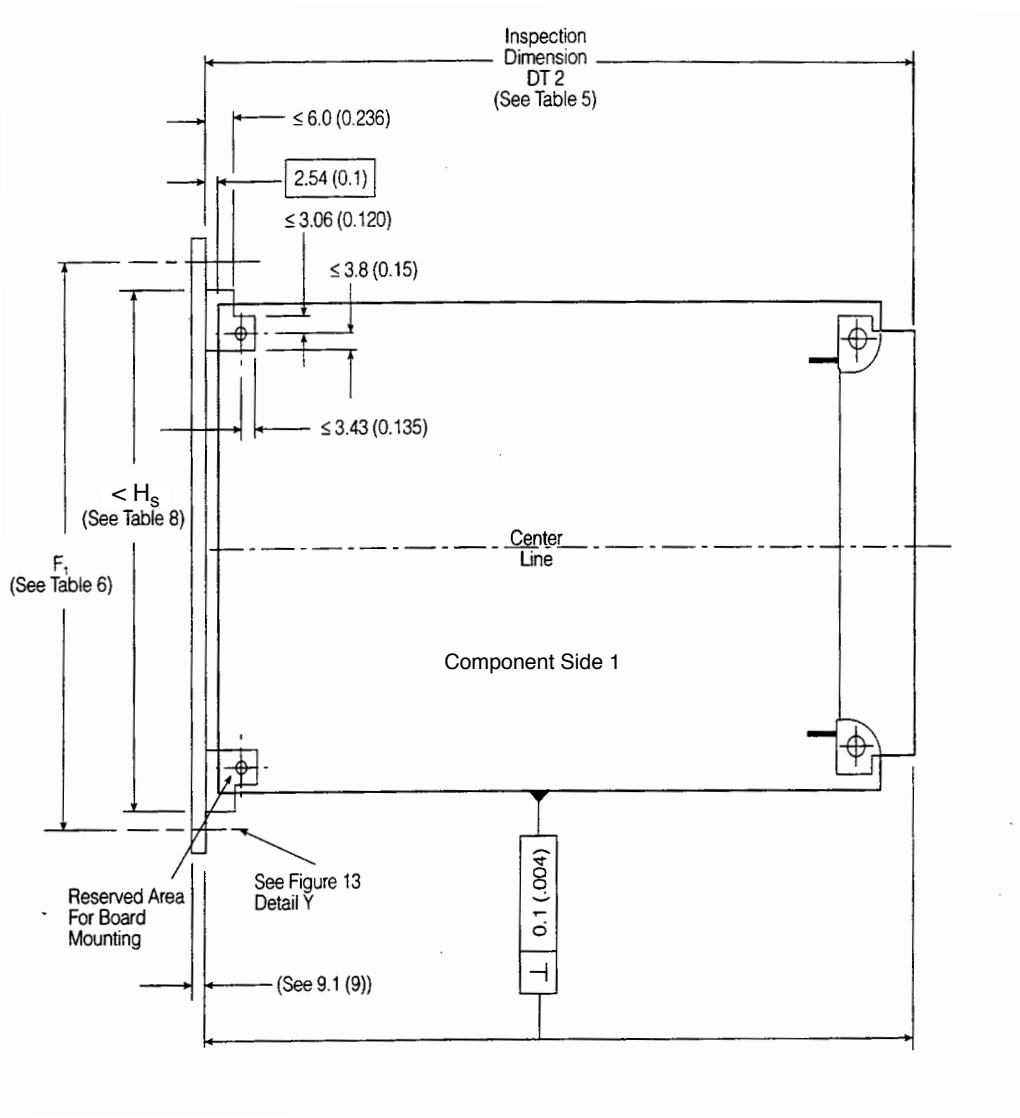 Inspection
Dimension
DT 2
(See Table 5)
≤ 6.0 (0.236)
2.54 (0.1)
≤ 3.06 (0.120)
≤ 3.8 (0.15)
≤ 3.43 (0.135)
< Hs
(See Table 8)
F₁
(See Table 6)
Center
Line
Component Side 1
See Figure 13
Detail Y
Reserved Area
For Board
Mounting
0.1 (.004)
(See 9.1 (9))